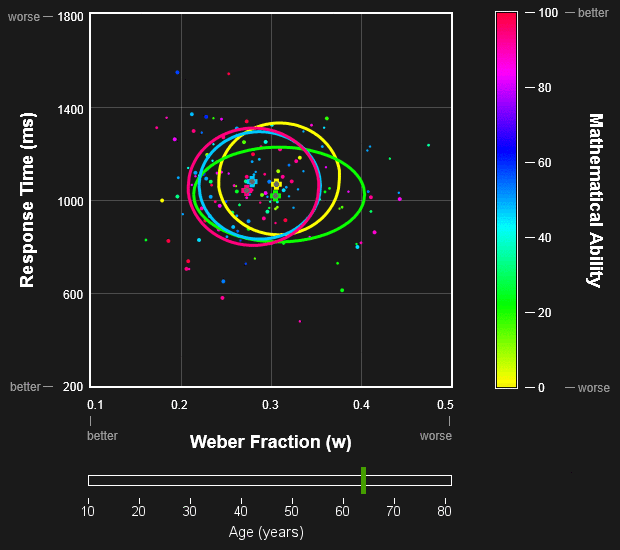 worse
1800
1400
1000
600
200
better
Response Time (ms)
0.1 0.2 0.3 0.4 0.5
better
worse
Weber Fraction (w)
10 20 30 40 50 60 70 80
Age (years)
100
80
60
40
20
0
better
worse
Mathematical Ability